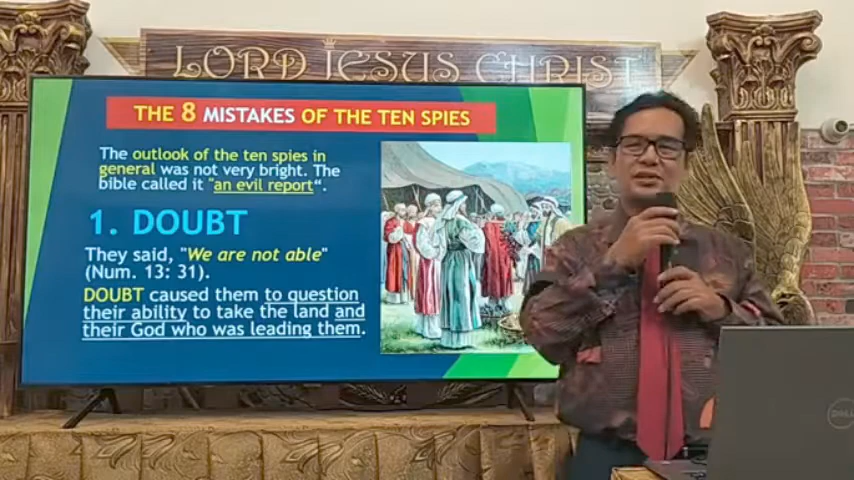 LORD JESUS CHRIST
THE 8 MISTAKES OF THE TEN SPIES
The outlook of the ten spies in
general was not very bright. The
bible called it "an evil report“.
1. DOUBT
They said, "We are not able"
(Num. 13: 31).
DOUBT caused them to question
their ability to take the land and
their God who was leading them.
DELL